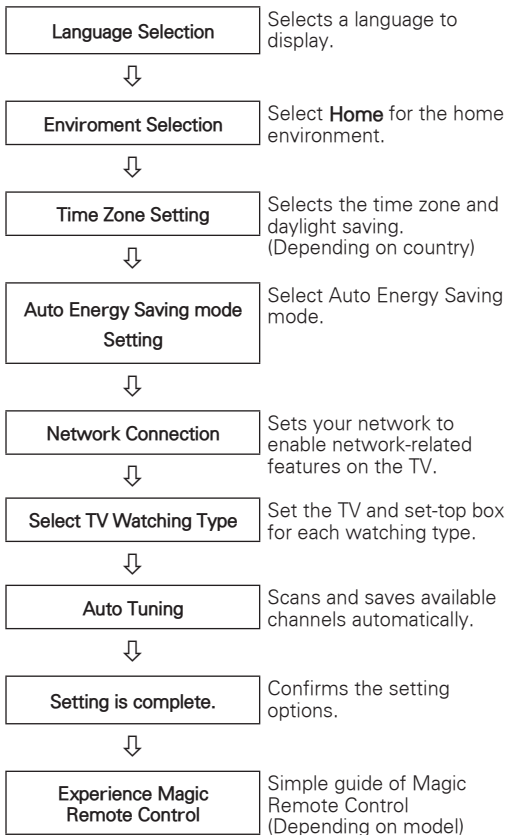 Language Selection
Selects a language to
display.
Enviroment Selection
Select Home for the home
environment.
Time Zone Setting
Selects the time zone and
daylight saving.
(Depending on country)
Auto Energy Saving mode
Setting
Select Auto Energy Saving
mode.
Network Connection
Sets your network to
enable network-related
features on the TV.
Select TV Watching Type
Set the TV and set-top box
for each watching type.
Auto Tuning
Scans and saves available
channels automatically.
Setting is complete.
Confirms the setting
options.
Experience Magic
Remote Control
Simple guide of Magic
Remote Control
(Depending on model)